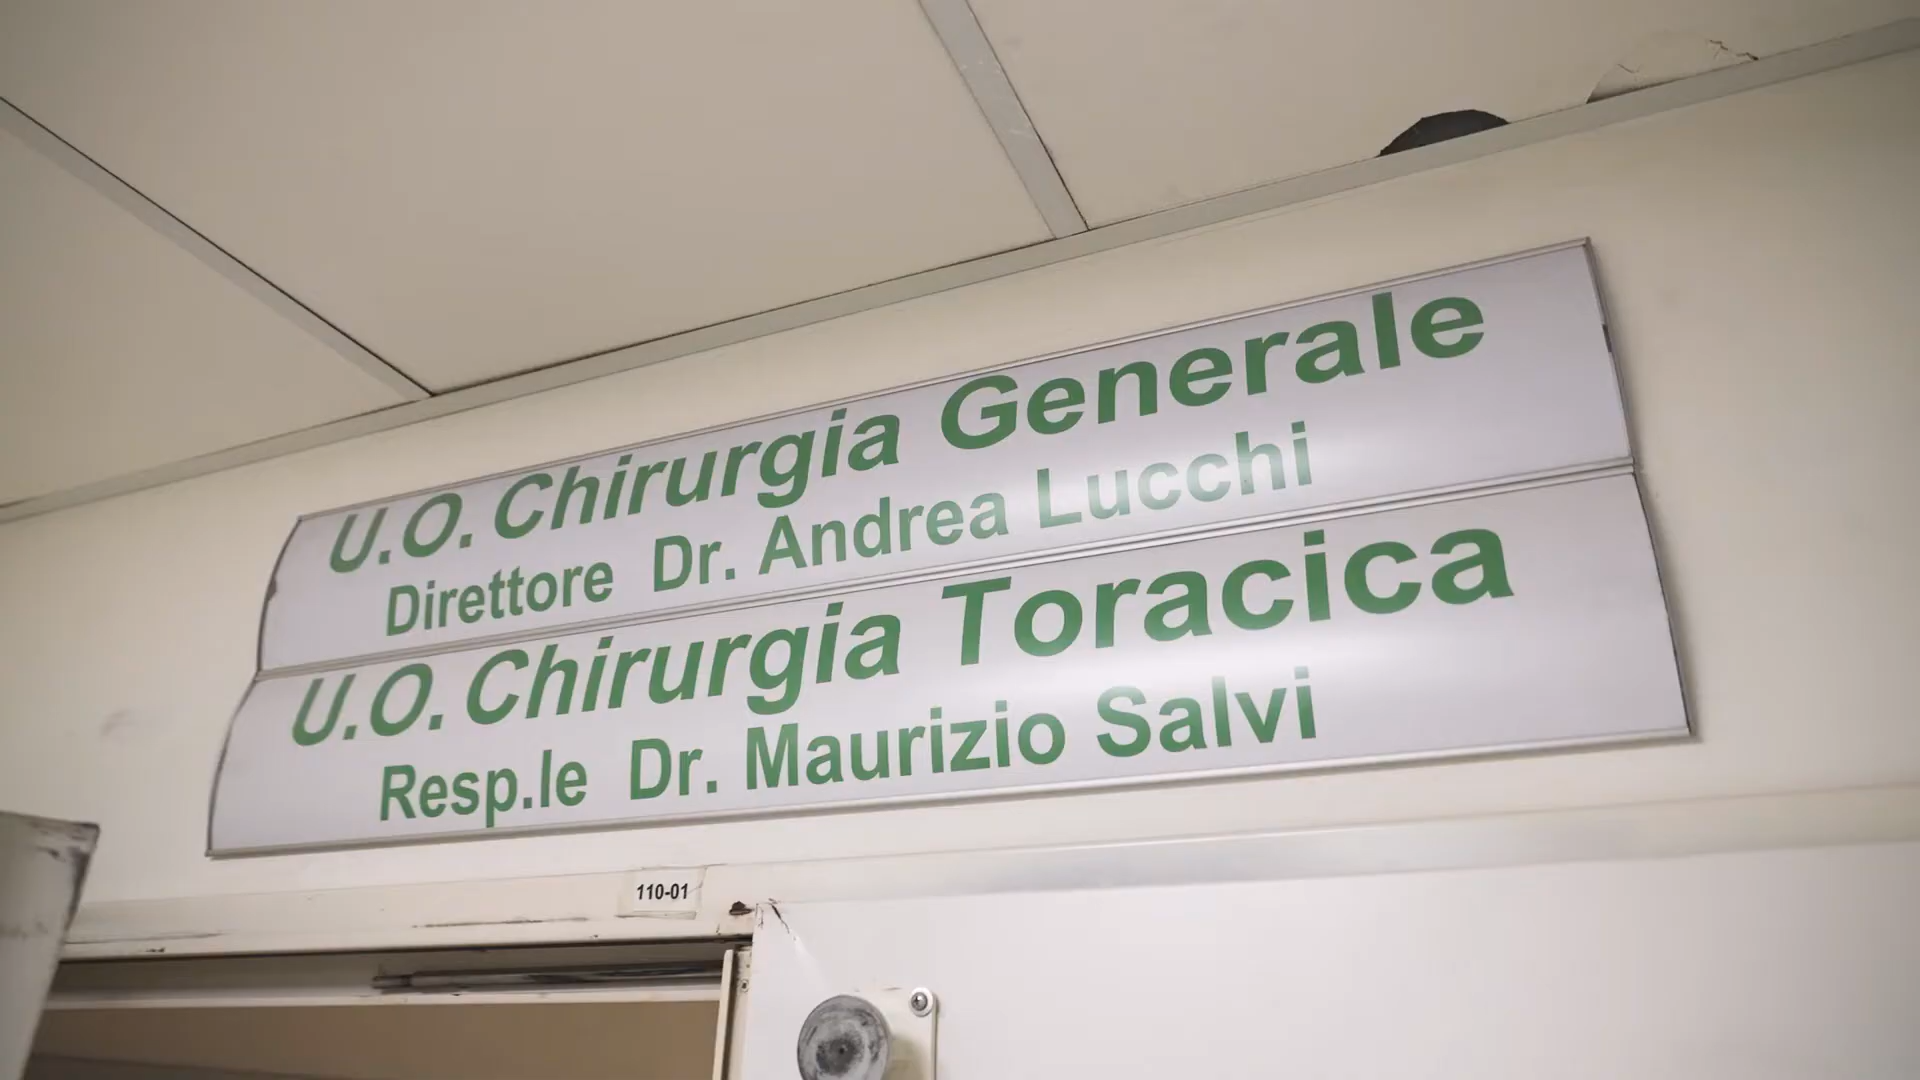 U.O. Chirurgia Generale
Direttore Dr. Andrea Lucchi
U.O. Chirurgia Toracica
Resp.le Dr. Maurizio Salvi
110-01